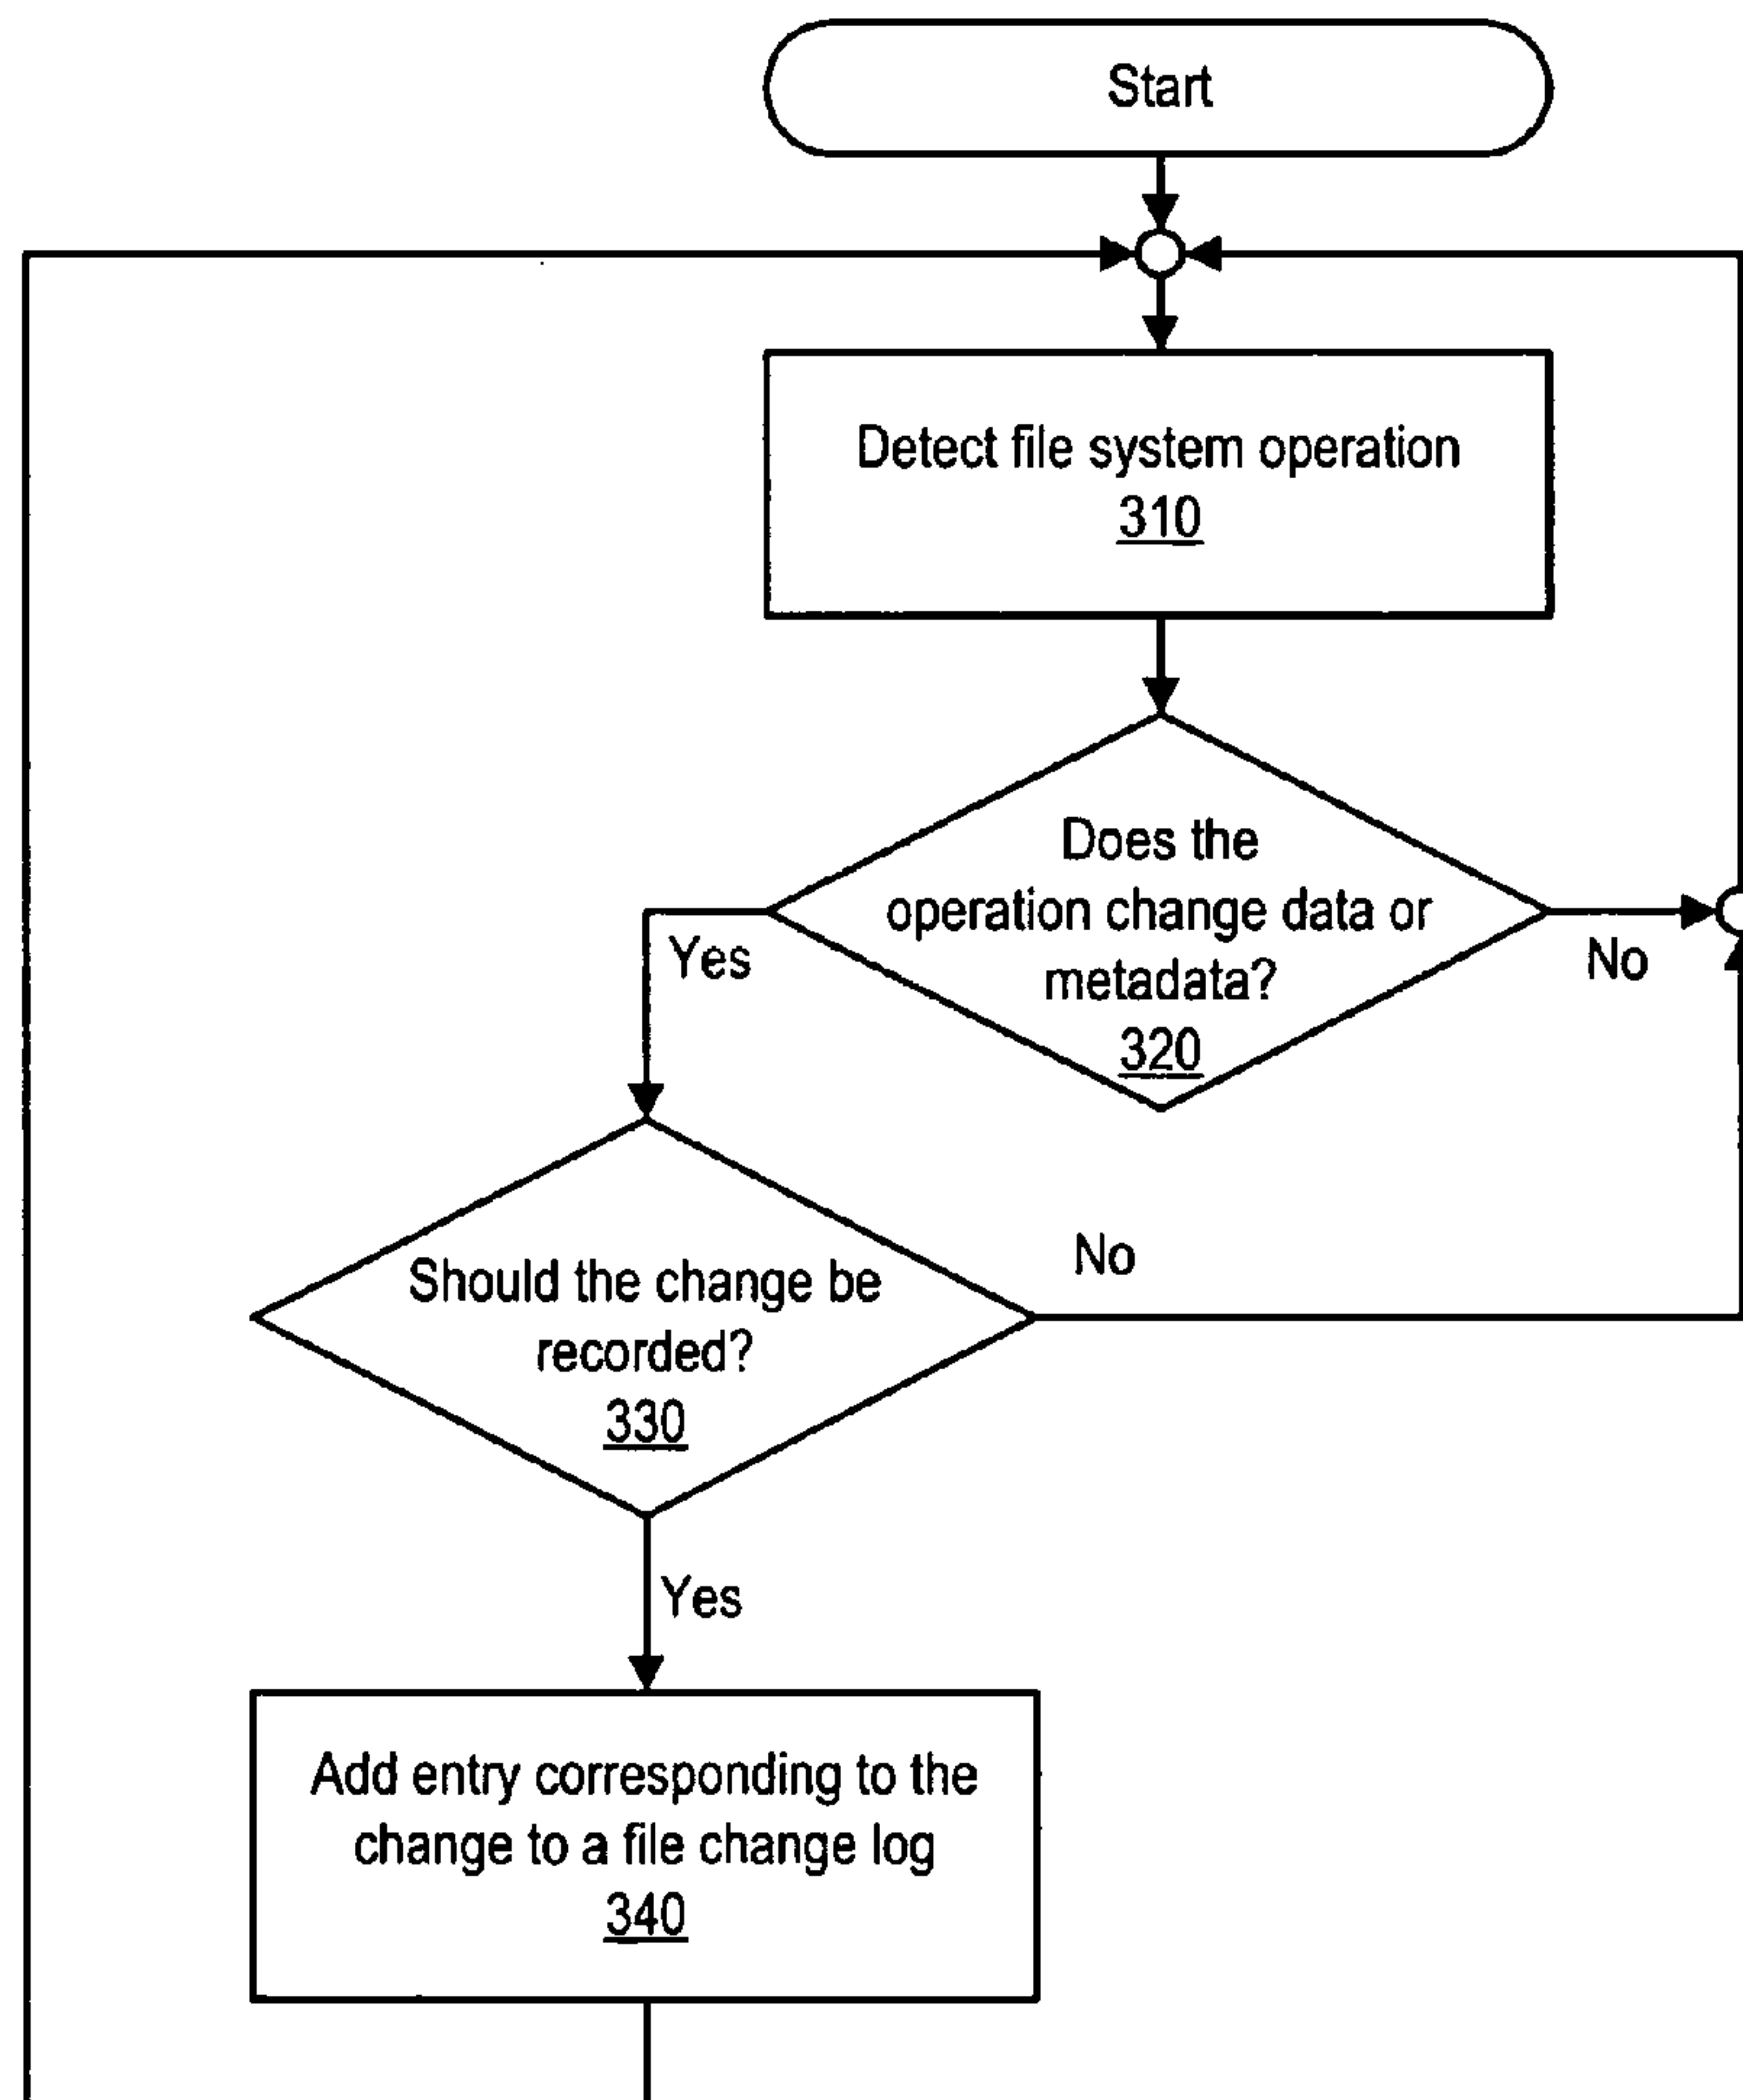 Start
Detect file system operation
310
Does the
operation change data or
metadata?
320
Yes
No
Should the change be
recorded?
330
No
Yes
Add entry corresponding to the
change to a file change log
340